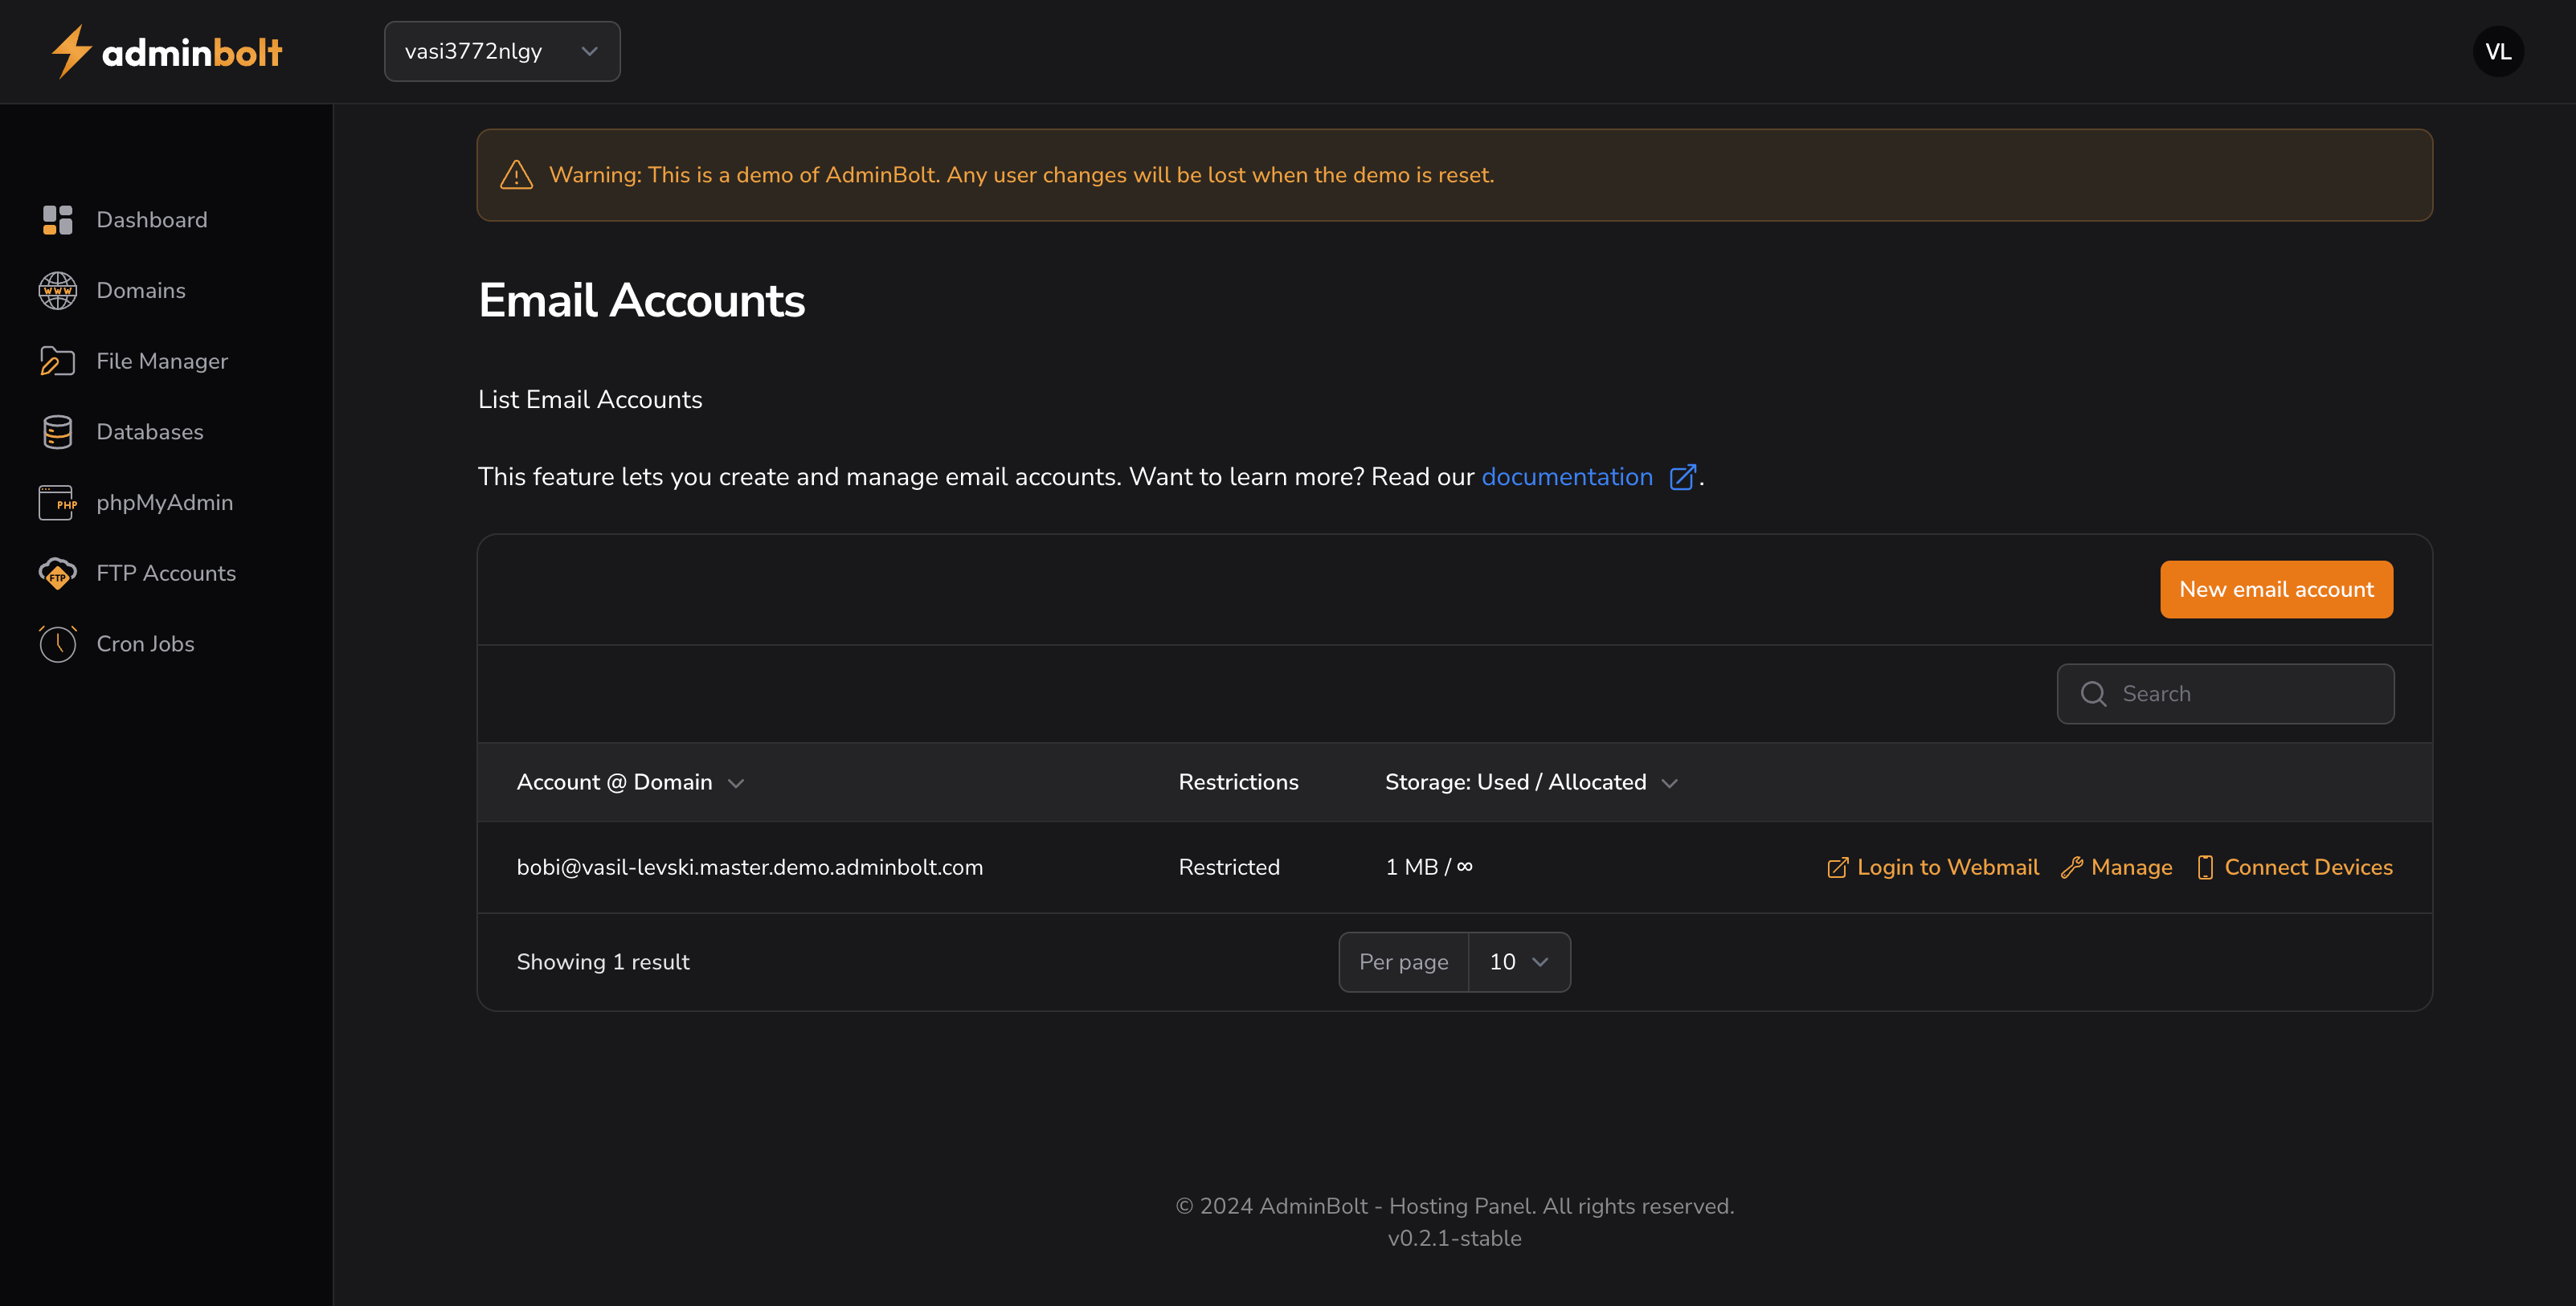 adminbolt
vasi3772nlgy
VL
Dashboard
Domains
File Manager
Databases
phpMyAdmin
FTP Accounts
Cron Jobs
WWW
PHP
FTP
Warning: This is a demo of AdminBolt. Any user changes will be lost when the demo is reset.
Email Accounts
List Email Accounts
This feature lets you create and manage email accounts. Want to learn more? Read our documentation .
New email account
Search
Account @ Domain Restrictions Storage: Used / Allocated
bobi@vasil-levski.master.demo.adminbolt.com Restricted 1 MB / ∞ Login to Webmail Manage Connect Devices
Showing 1 result Per page 10
© 2024 AdminBolt - Hosting Panel. All rights reserved.
v0.2.1-stable